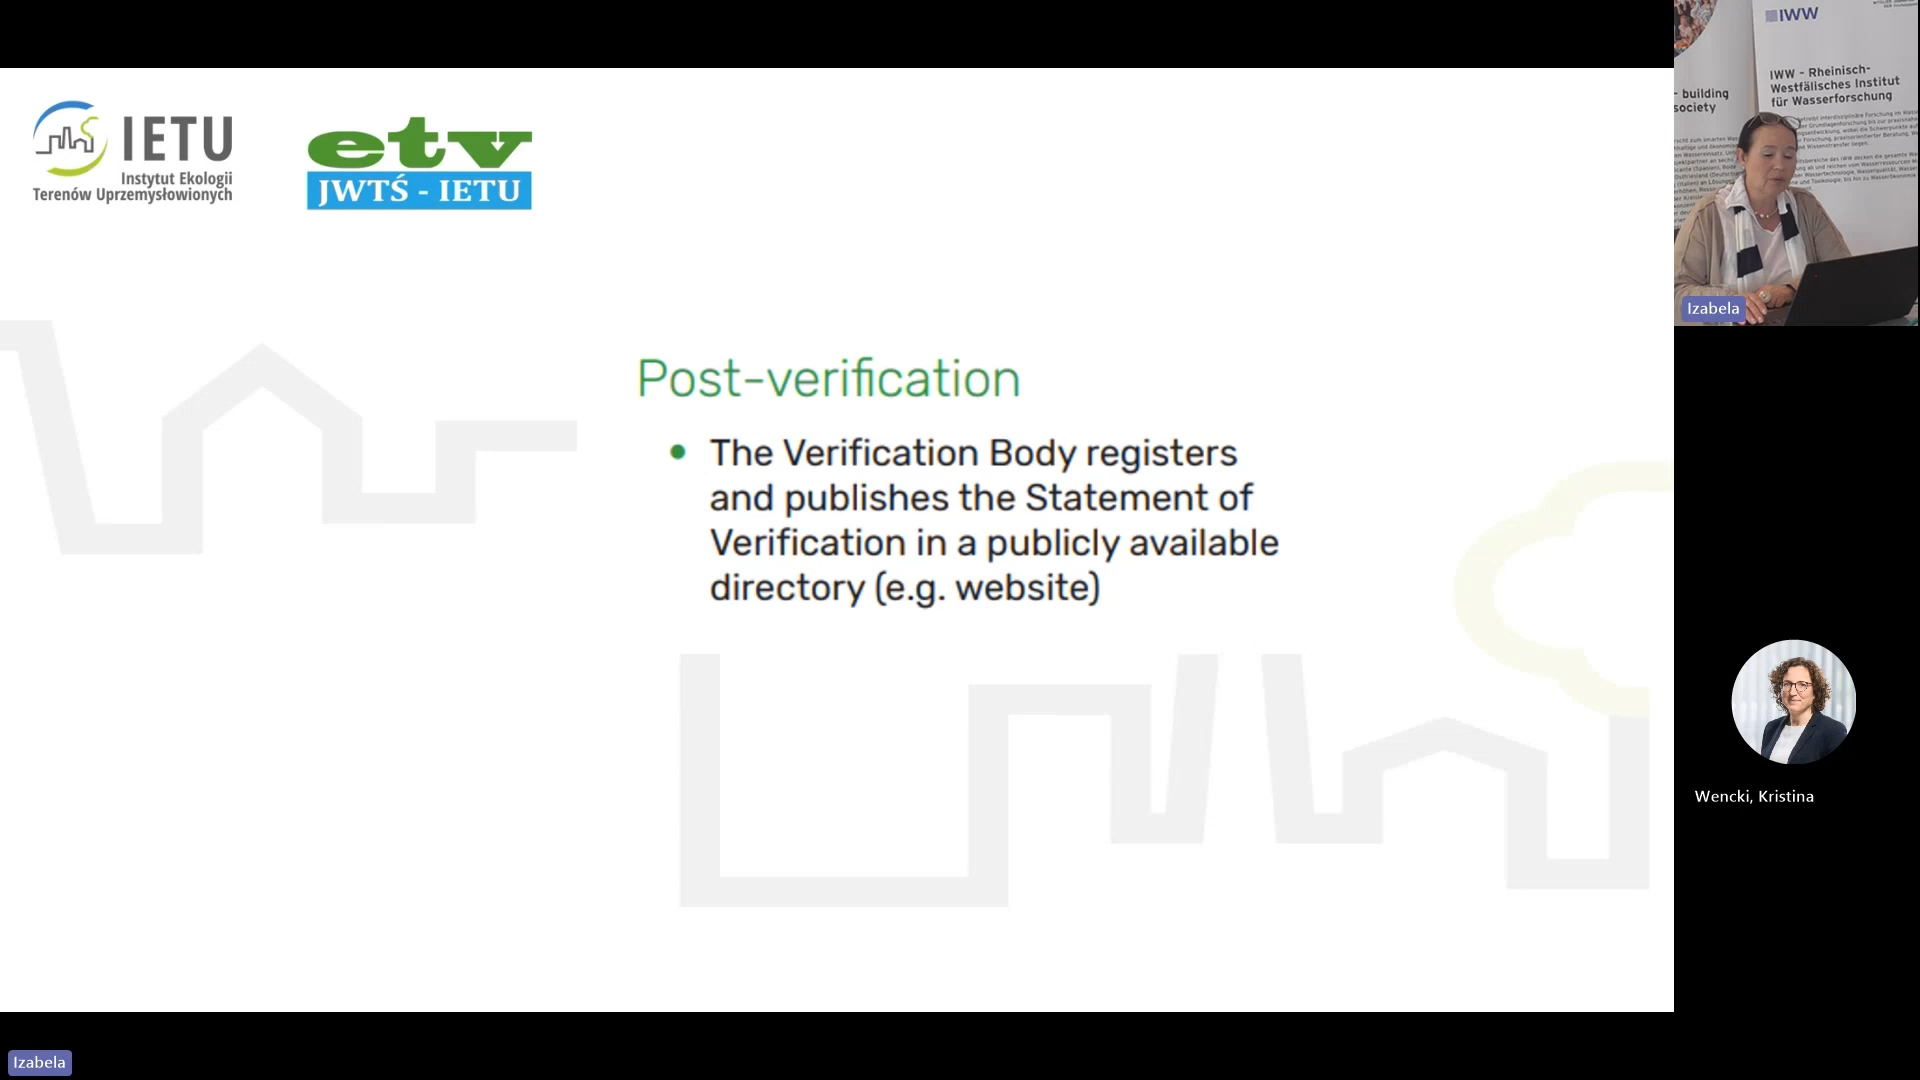 IETU
Instytut Ekologii
Terenów Uprzemysłowionych
etv
JWTŚ - IETU
Post-verification
• The Verification Body registers
and publishes the Statement of
Verification in a publicly available
directory (e.g. website)
IWW
IWW - Rheinisch-
Westfälisches Institut
für Wasserforschung
- building
society
Izabela
Wencki, Kristina
Izabela